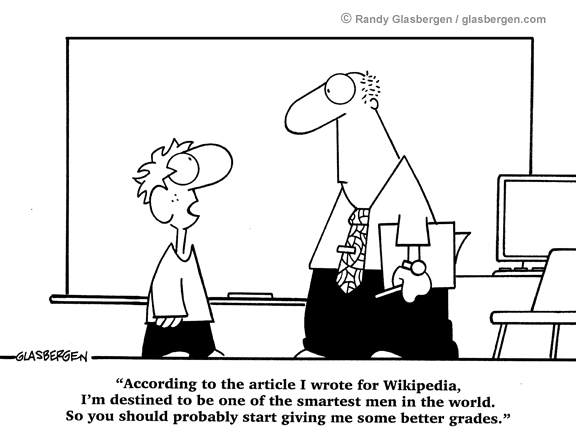 © Randy Glasbergen / glasbergen.com
GLASBERGEN
“According to the article I wrote for Wikipedia,
I’m destined to be one of the smartest men in the world.
So you should probably start giving me some better grades.”